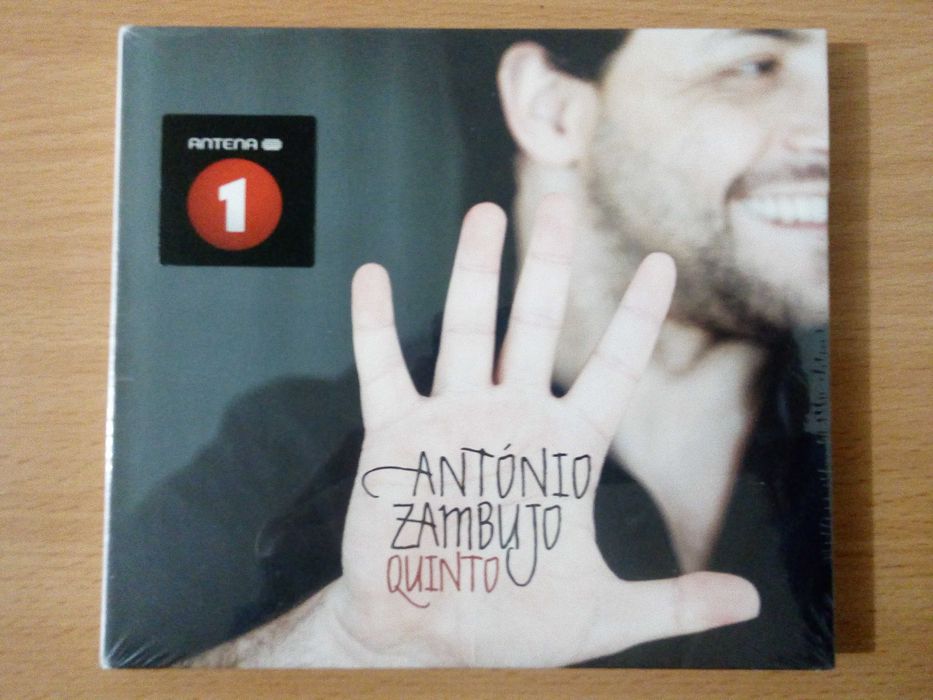 ANTENA
1
ANTÓNIO
ZAMBUJO
QUINTO